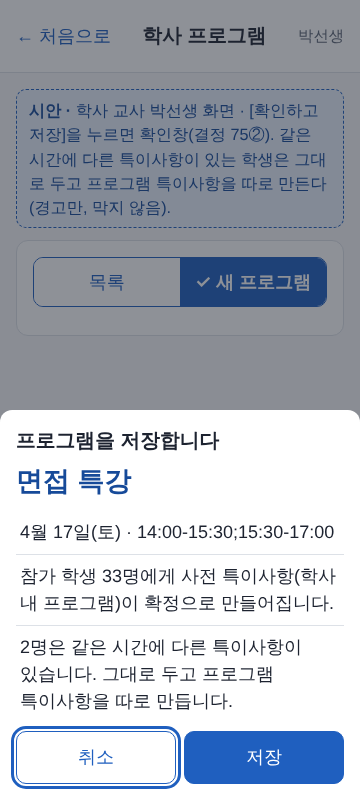 ← 처음으로
학사 프로그램
박선생
시안 · 학사 교사 박선생 화면 · [확인하고
저장]을 누르면 확인창(결정 75②). 같은
시간에 다른 특이사항이 있는 학생은 그대
로 두고 프로그램 특이사항을 따로 만든다
(경고만, 막지 않음).
목록
✓ 새 프로그램
프로그램을 저장합니다
면접 특강
4월 17일(토) · 14:00-15:30;15:30-17:00
참가 학생 33명에게 사전 특이사항(학사
내 프로그램)이 확정으로 만들어집니다.
2명은 같은 시간에 다른 특이사항이
있습니다. 그대로 두고 프로그램
특이사항을 따로 만듭니다.
취소
저장